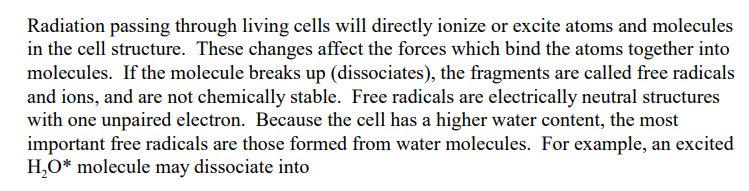 Radiation passing through living cells will directly ionize or excite atoms and molecules
in the cell structure.  These changes affect the forces which bind the atoms together into
molecules.  If the molecule breaks up (dissociates), the fragments are called free radicals
and ions, and are not chemically stable.  Free radicals are electrically neutral structures
with one unpaired electron.  Because the cell has a higher water content, the most
important free radicals are those formed from water molecules.  For example, an excited
H₂O* molecule may dissociate into